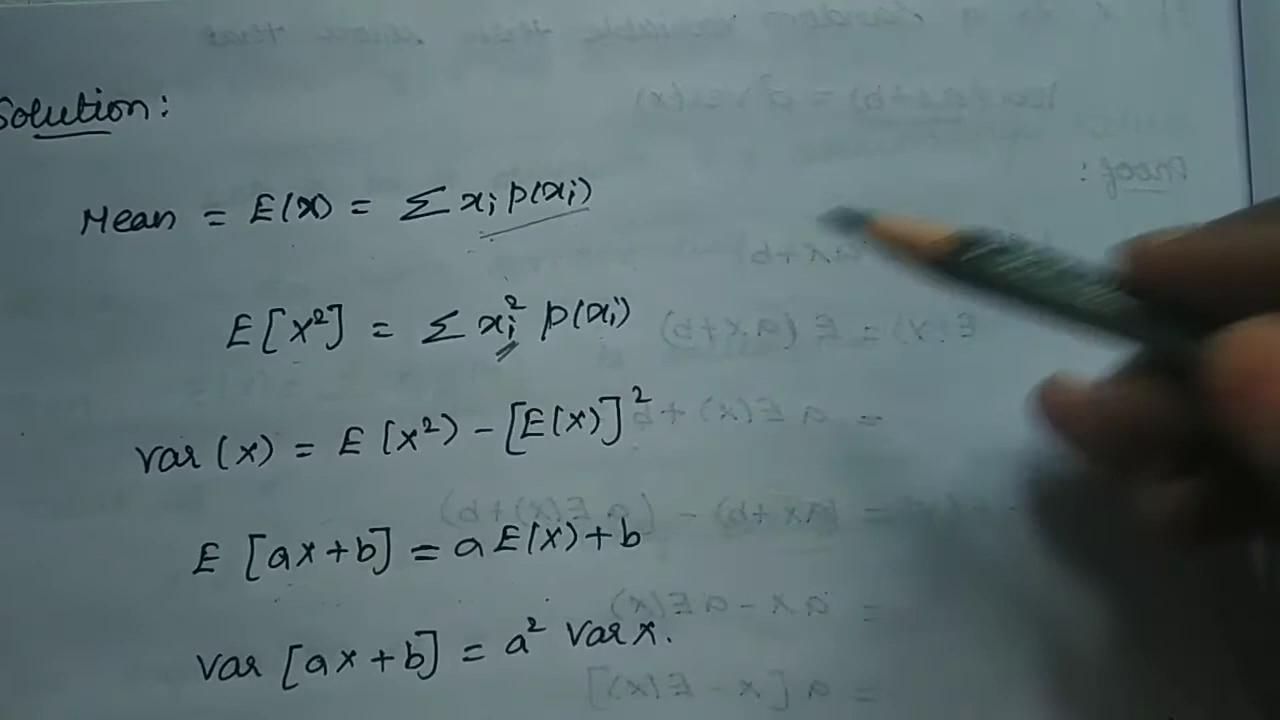 Solution:
Mean = E(x) = Σ xᵢ p(xᵢ)
E[x²] = Σ xᵢ² p(xᵢ)
Var(x) = E(x²) - [E(x)]²
E [ax+b] = a E(x) + b
Var [ax+b] = a² Var x.